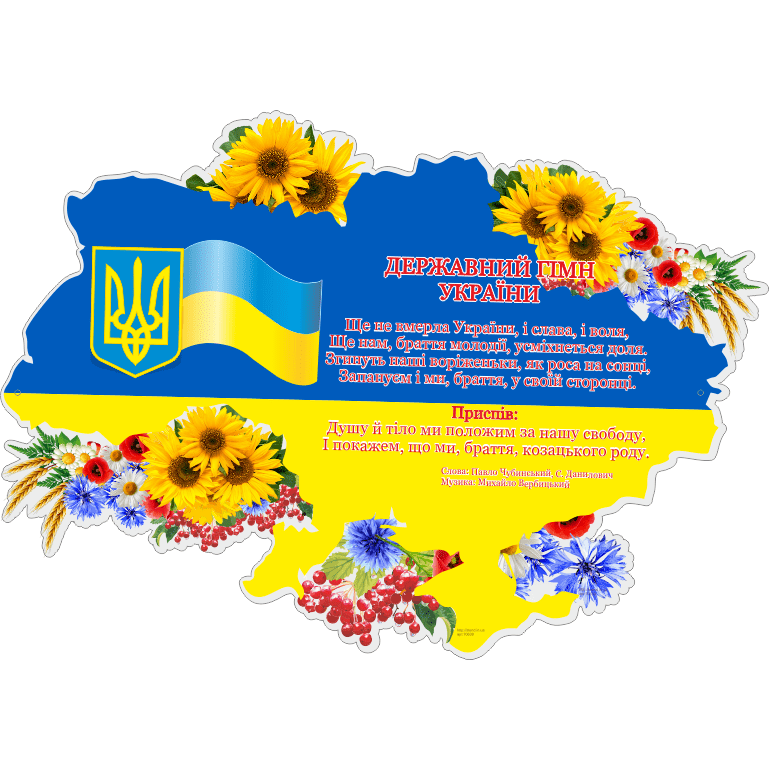 ДЕРЖАВНИЙ ГІМН
УКРАЇНИ
Ще не вмерла України, і слава, і воля,
Ще нам, браття молодії, усміхнеться доля.
Згинуть наші воріженьки, як роса на сонці,
Запануєм і ми, браття, у своїй сторонці.
Приспів:
Душу й тіло ми положим за нашу свободу,
І покажем, що ми, браття, козацького роду.
Слова: Павло Чубинський, С. Данилович
Музика: Михайло Вербицький